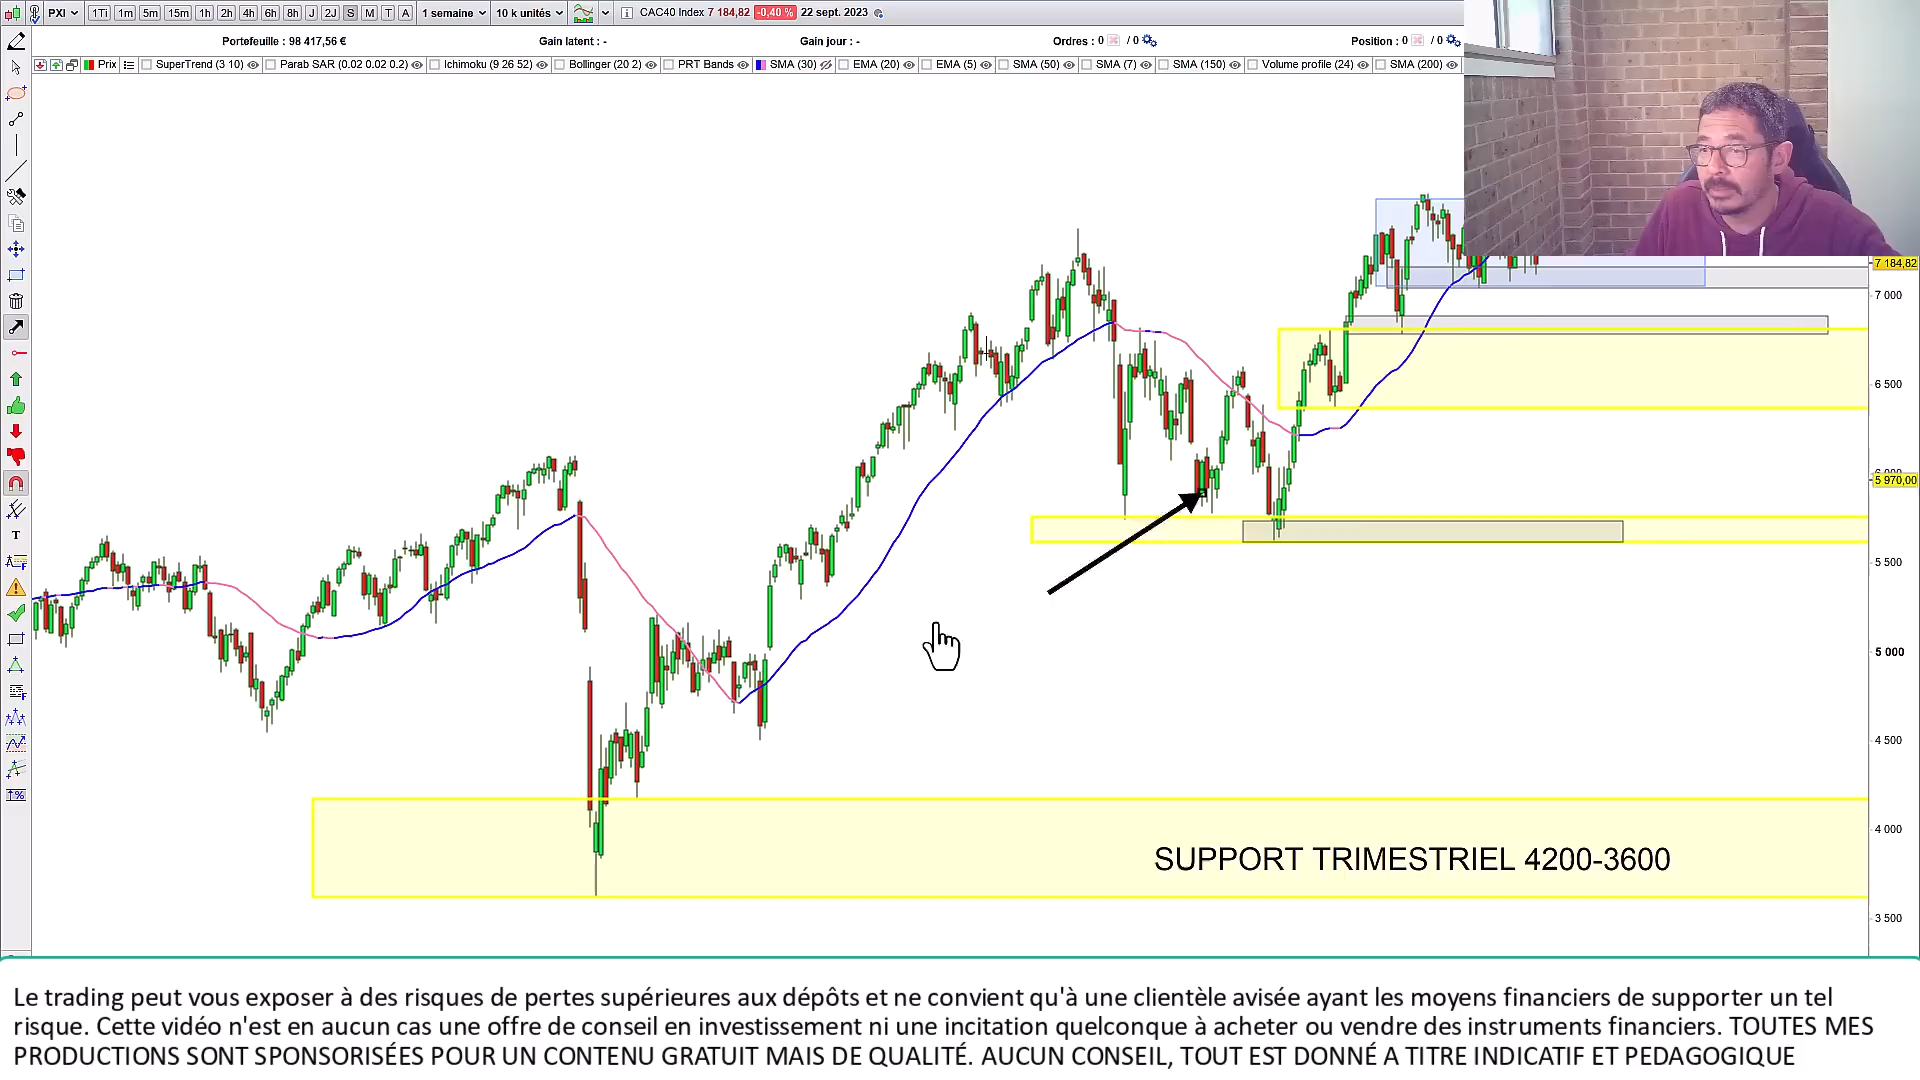 PXI 1Ti 1m 5m 15m 1h 2h 4h 6h 8h J 2J S M T A 1 semaine 10 k unités CAC40 Index 7 184,82 -0,40 % 22 sept. 2023
Portefeuille : 98 417,56 € Gain latent : - Gain jour : - Ordres : 0 / 0 Position : 0 / 0
Prix SuperTrend (3 10) Parab SAR (0.02 0.02 0.2) Ichimoku (9 26 52) Bollinger (20 2) PRT Bands SMA (30) EMA (20) EMA (5) SMA (50) SMA (7) SMA (150) Volume profile (24) SMA (200)
7 184,82
7 000
6 500
5 970,00
5 500
5 000
4 500
4 000
3 500
SUPPORT TRIMESTRIEL 4200-3600
Le trading peut vous exposer à des risques de pertes supérieures aux dépôts et ne convient qu'à une clientèle avisée ayant les moyens financiers de supporter un tel
risque. Cette vidéo n'est en aucun cas une offre de conseil en investissement ni une incitation quelconque à acheter ou vendre des instruments financiers. TOUTES MES
PRODUCTIONS SONT SPONSORISÉES POUR UN CONTENU GRATUIT MAIS DE QUALITÉ. AUCUN CONSEIL, TOUT EST DONNÉ A TITRE INDICATIF ET PEDAGOGIQUE